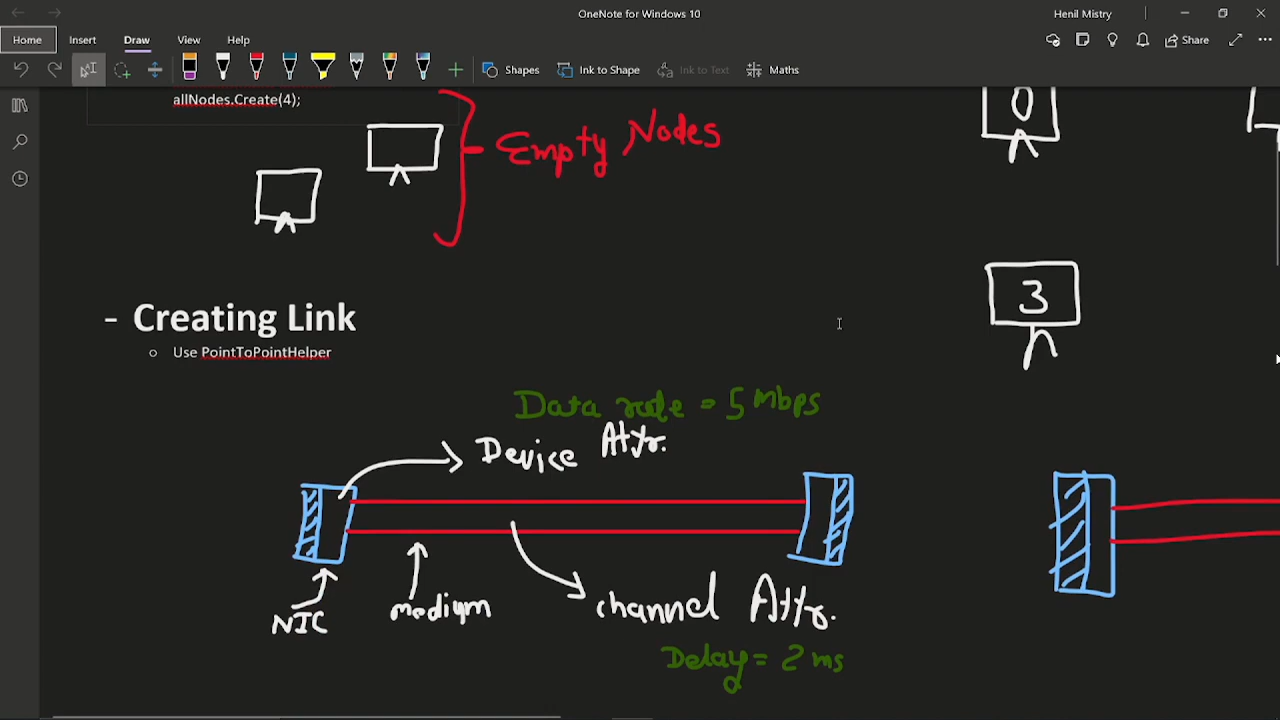 OneNote for Windows 10
Henil Mistry
Home
Insert
Draw
View
Help
Shapes
Ink to Shape
Ink to Text
Maths
Share
allNodes.Create(4);
Empty Nodes
0
3
- Creating Link
Use PointToPointHelper
Data rate = 5 Mbps
Device Attr.
NIC
medium
channel Attr.
Delay = 2 ms